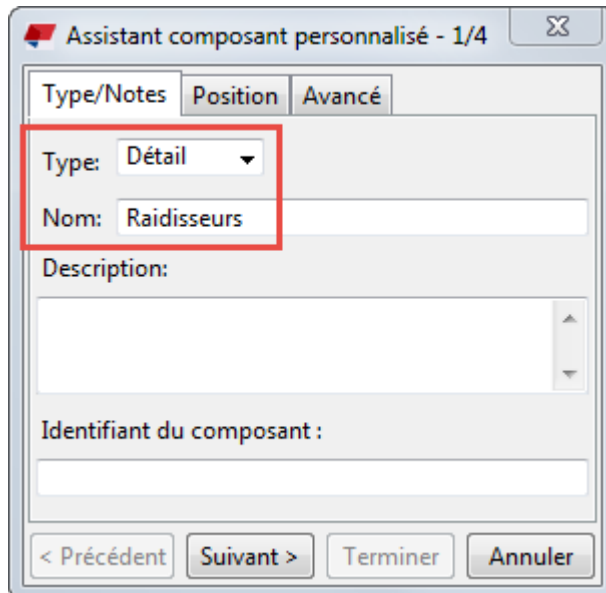 Assistant composant personnalisé - 1/4
Type/Notes Position Avancé
Type: Détail
Nom: Raidisseurs
Description:
Identifiant du composant :
< Précédent Suivant > Terminer Annuler